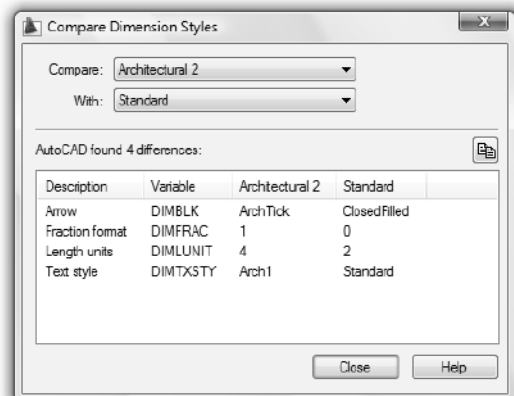 Compare Dimension Styles
Compare: Architectural 2
With: Standard
AutoCAD found 4 differences:
Description Variable Architectural 2 Standard
Arrow DIMBLK ArchTick ClosedFilled
Fraction format DIMFRAC 1 0
Length units DIMLUNIT 4 2
Text style DIMTXSTY Arch1 Standard
Close Help